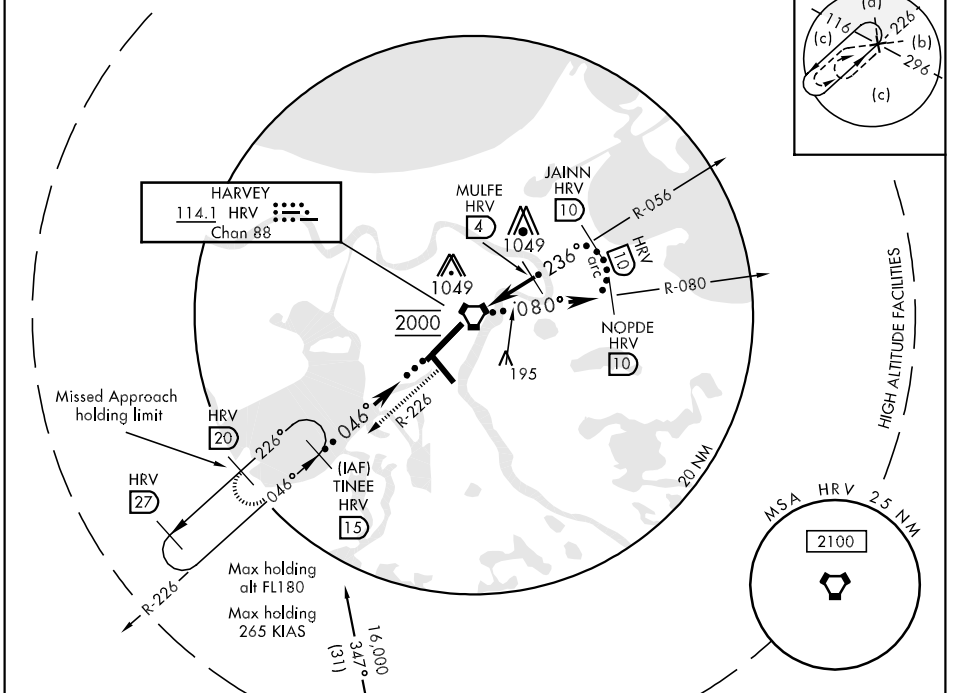 (a)
116
226
(c)
(b)
296
(c)
HARVEY
114.1 HRV
Chan 88
JAINN
HRV
10
MULFE
HRV
4
1049
R-056
236°
arc
HRV
10
1049
080°
R-080
2000
NOPDE
HRV
10
195
HIGH ALTITUDE FACILITIES
Missed Approach
holding limit
HRV
20
046°
R-226
226°
(IAF)
TINEE
HRV
15
HRV
27
046°
20 NM
MSA HRV 25 NM
2100
Max holding
alt FL180
Max holding
265 KIAS
R-226
16,000
347°
(31)